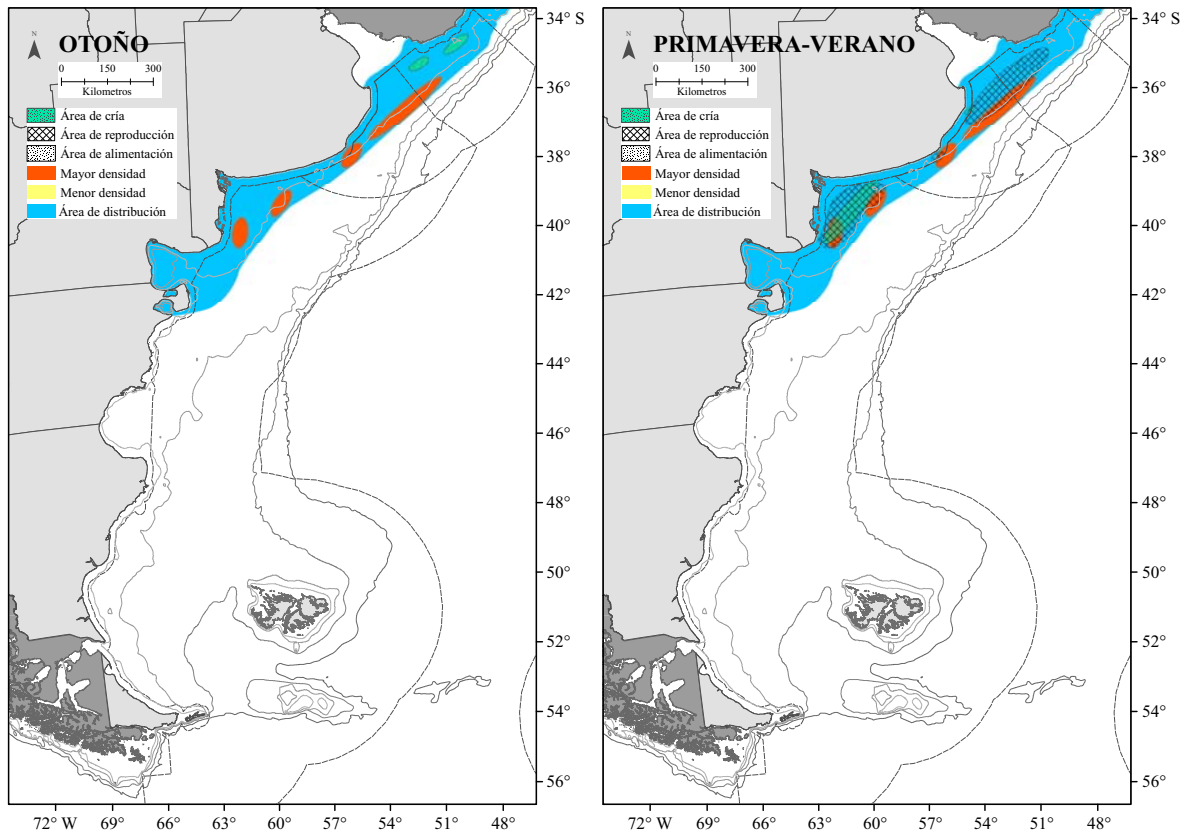 N
OTOÑO
0 150 300
Kilometros
Área de cría
Área de reproducción
Área de alimentación
Mayor densidad
Menor densidad
Área de distribución
72° W 69° 66° 63° 60° 57° 54° 51° 48°
34° S
36°
38°
40°
42°
44°
46°
48°
50°
52°
54°
56°
N
PRIMAVERA-VERANO
0 150 300
Kilometros
Área de cría
Área de reproducción
Área de alimentación
Mayor densidad
Menor densidad
Área de distribución
72° W 69° 66° 63° 60° 57° 54° 51° 48°
34° S
36°
38°
40°
42°
44°
46°
48°
50°
52°
54°
56°